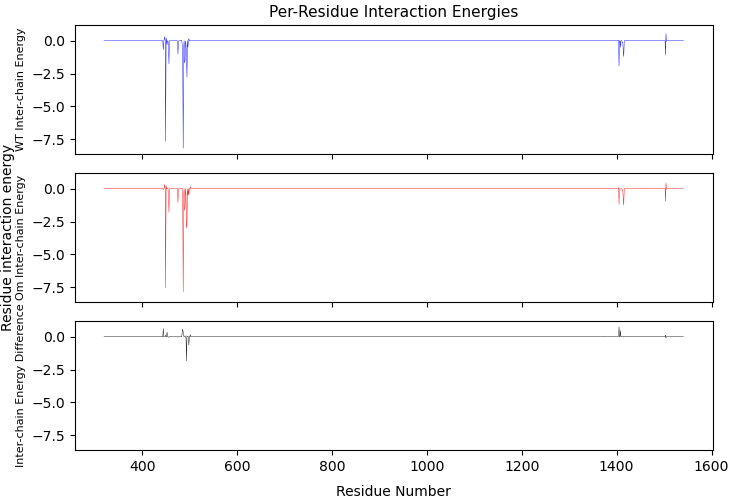 Per-Residue Interaction Energies
Residue interaction energy
WT Inter-chain Energy
0.0
−2.5
−5.0
−7.5
Om Inter-chain Energy
0.0
−2.5
−5.0
−7.5
Inter-chain Energy Difference
0.0
−2.5
−5.0
−7.5
400 600 800 1000 1200 1400 1600
Residue Number